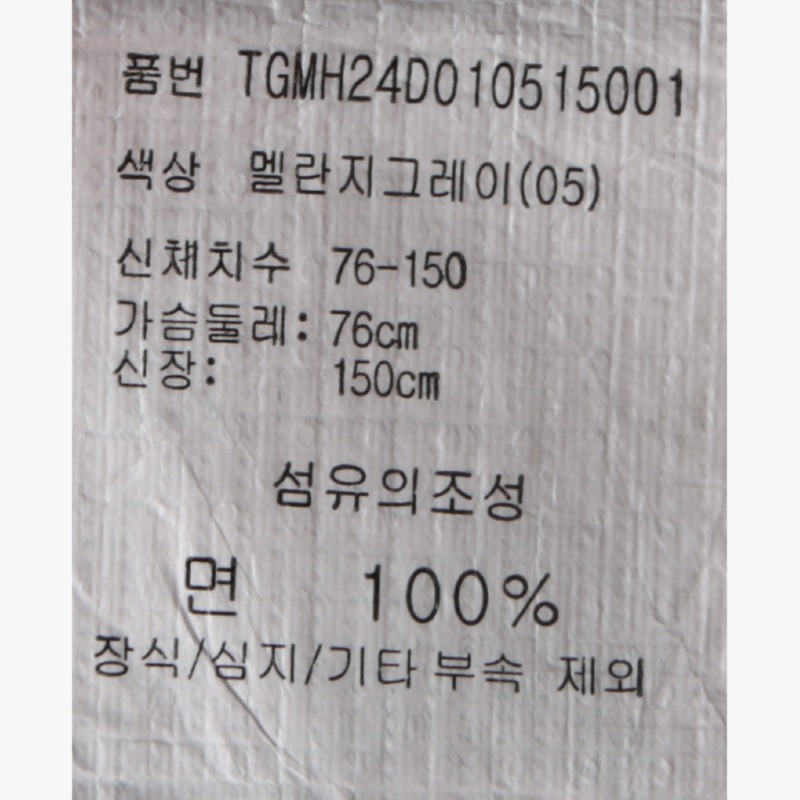 품번 TGMH24D010515001
색상 멜란지그레이(05)
신체치수 76-150
가슴둘레: 76cm
신장: 150cm
섬유의조성
면 100%
장식/심지/기타 부속 제외